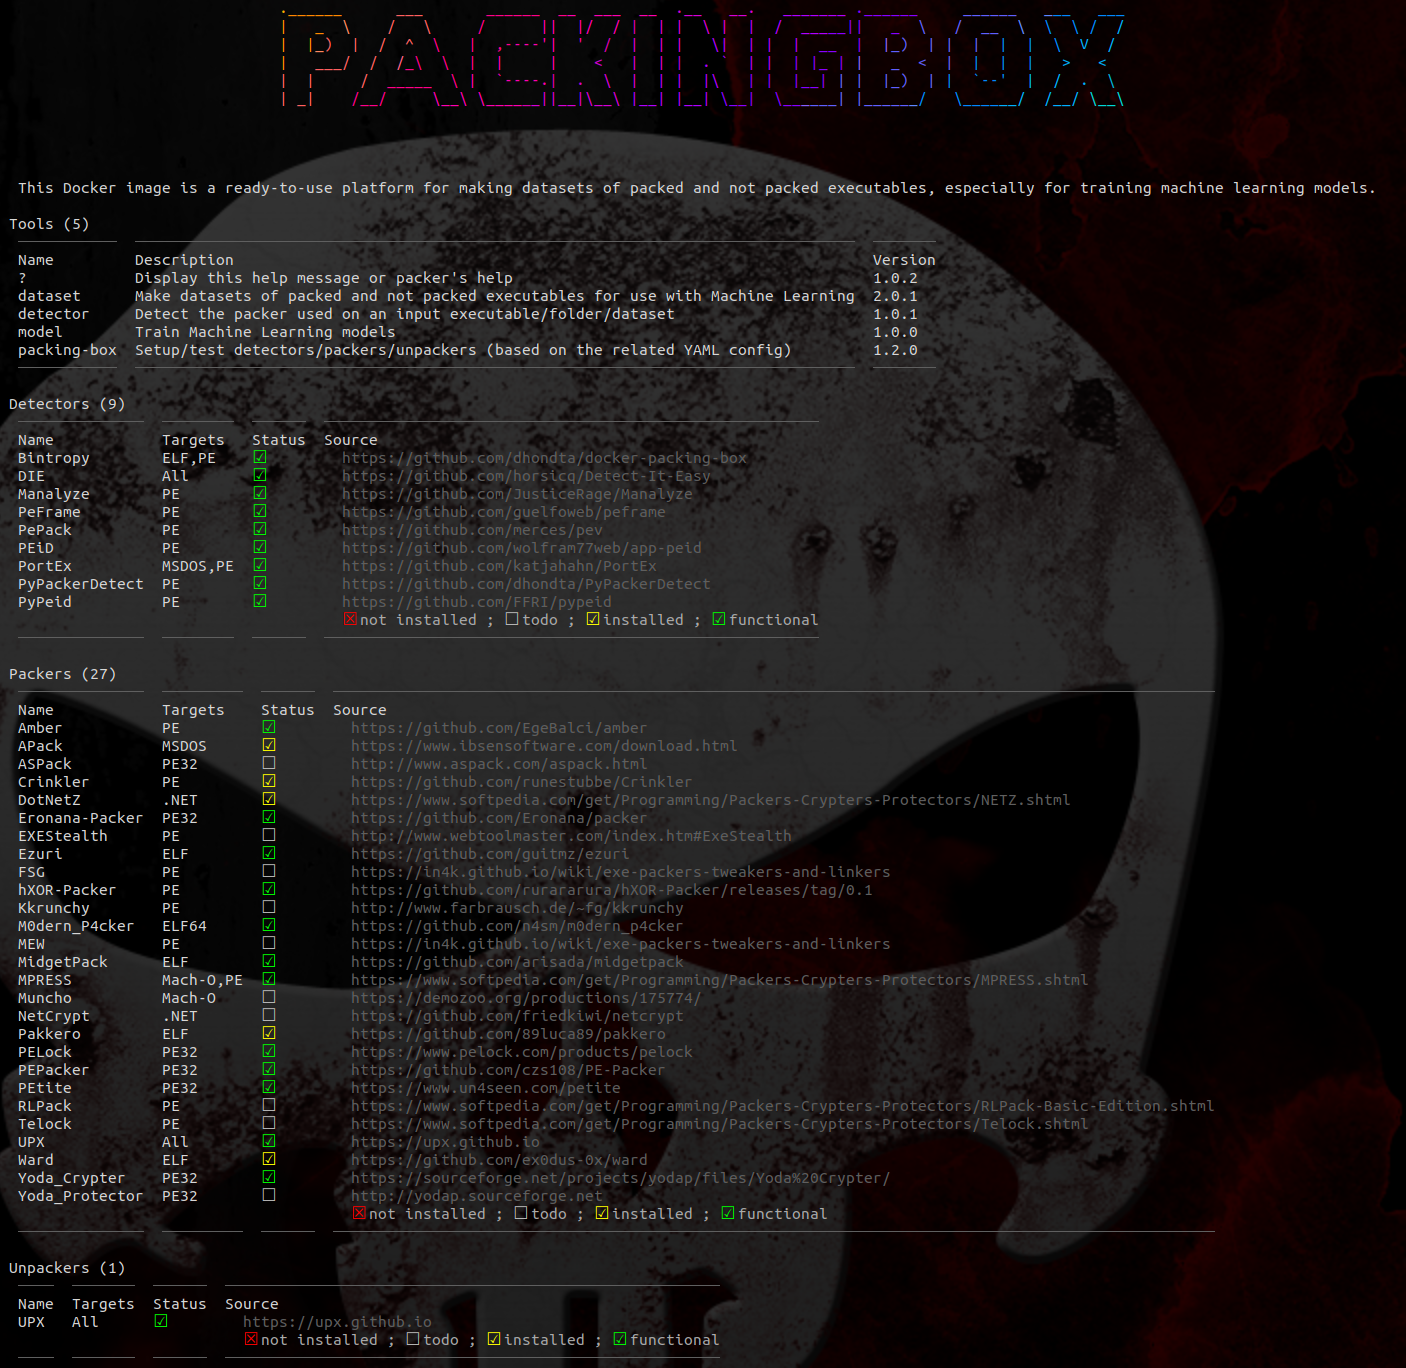 PACKINGBOX
This Docker image is a ready-to-use platform for making datasets of packed and not packed executables, especially for training machine learning models.
Tools (5)
Name Description Version
? Display this help message or packer's help 1.0.2
dataset Make datasets of packed and not packed executables for use with Machine Learning 2.0.1
detector Detect the packer used on an input executable/folder/dataset 1.0.1
model Train Machine Learning models 1.0.0
packing-box Setup/test detectors/packers/unpackers (based on the related YAML config) 1.2.0
Detectors (9)
Name Targets Status Source
Bintropy ELF,PE ☑ https://github.com/dhondta/docker-packing-box
DIE All ☑ https://github.com/horsicq/Detect-It-Easy
Manalyze PE ☑ https://github.com/JusticeRage/Manalyze
PeFrame PE ☑ https://github.com/guelfoweb/peframe
PePack PE ☑ https://github.com/merces/pev
PEiD PE ☑ https://github.com/wolfram77web/app-peid
PortEx MSDOS,PE ☑ https://github.com/katjahahn/PortEx
PyPackerDetect PE ☑ https://github.com/dhondta/PyPackerDetect
PyPeid PE ☑ https://github.com/FFRI/pypeid
☒ not installed ; ☐ todo ; ☑ installed ; ☑ functional
Packers (27)
Name Targets Status Source
Amber PE ☑ https://github.com/EgeBalci/amber
APack MSDOS ☑ https://www.ibsensoftware.com/download.html
ASPack PE32 ☐ http://www.aspack.com/aspack.html
Crinkler PE ☑ https://github.com/runestubbe/Crinkler
DotNetZ .NET ☑ https://www.softpedia.com/get/Programming/Packers-Crypters-Protectors/NETZ.shtml
Eronana-Packer PE32 ☑ https://github.com/Eronana/packer
EXEStealth PE ☐ http://www.webtoolmaster.com/index.htm#ExeStealth
Ezuri ELF ☑ https://github.com/guitmz/ezuri
FSG PE ☐ https://in4k.github.io/wiki/exe-packers-tweakers-and-linkers
hXOR-Packer PE ☑ https://github.com/rurararura/hXOR-Packer/releases/tag/0.1
Kkrunchy PE ☐ http://www.farbrausch.de/~fg/kkrunchy
M0dern_P4cker ELF64 ☑ https://github.com/n4sm/m0dern_p4cker
MEW PE ☐ https://in4k.github.io/wiki/exe-packers-tweakers-and-linkers
MidgetPack ELF ☑ https://github.com/arisada/midgetpack
MPRESS Mach-O,PE ☑ https://www.softpedia.com/get/Programming/Packers-Crypters-Protectors/MPRESS.shtml
Muncho Mach-O ☐ https://demozoo.org/productions/175774/
NetCrypt .NET ☐ https://github.com/friedkiwi/netcrypt
Pakkero ELF ☑ https://github.com/89luca89/pakkero
PELock PE32 ☑ https://www.pelock.com/products/pelock
PEPacker PE32 ☑ https://github.com/czs108/PE-Packer
PEtite PE32 ☑ https://www.un4seen.com/petite
RLPack PE ☐ https://www.softpedia.com/get/Programming/Packers-Crypters-Protectors/RLPack-Basic-Edition.shtml
Telock PE ☐ https://www.softpedia.com/get/Programming/Packers-Crypters-Protectors/Telock.shtml
UPX All ☑ https://upx.github.io
Ward ELF ☑ https://github.com/ex0dus-0x/ward
Yoda_Crypter PE32 ☑ https://sourceforge.net/projects/yodap/files/Yoda%20Crypter/
Yoda_Protector PE32 ☐ http://yodap.sourceforge.net
☒ not installed ; ☐ todo ; ☑ installed ; ☑ functional
Unpackers (1)
Name Targets Status Source
UPX All ☑ https://upx.github.io
☒ not installed ; ☐ todo ; ☑ installed ; ☑ functional